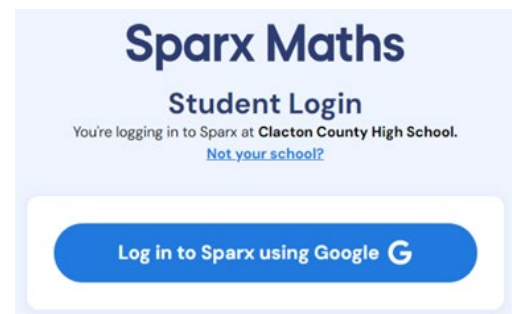 Sparx Maths
Student Login
You're logging in to Sparx at Clacton County High School.
Not your school?
Log in to Sparx using Google G